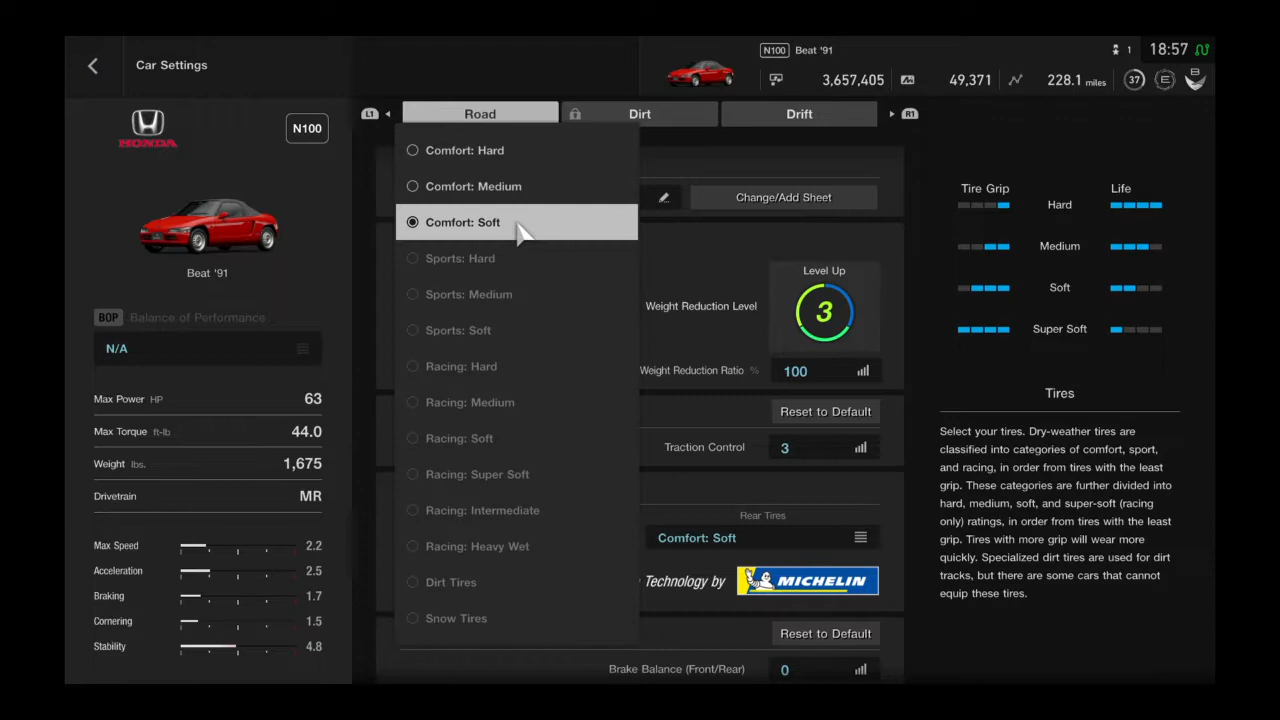 Car Settings
N100 Beat '91
1 18:57
3,657,405 49,371 228.1 miles 37 E B
HONDA
N100
Beat '91
BOP Balance of Performance
N/A
Max Power HP 63
Max Torque ft-lb 44.0
Weight lbs. 1,675
Drivetrain MR
Max Speed 2.2
Acceleration 2.5
Braking 1.7
Cornering 1.5
Stability 4.8
L1 Road Dirt Drift R1
Comfort: Hard
Comfort: Medium
Comfort: Soft
Sports: Hard
Sports: Medium
Sports: Soft
Racing: Hard
Racing: Medium
Racing: Soft
Racing: Super Soft
Racing: Intermediate
Racing: Heavy Wet
Dirt Tires
Snow Tires
Change/Add Sheet
Level Up
Weight Reduction Level 3
Weight Reduction Ratio % 100
Reset to Default
Traction Control 3
Rear Tires
Comfort: Soft
Technology by MICHELIN
Reset to Default
Brake Balance (Front/Rear) 0
Tire Grip Life
Hard
Medium
Soft
Super Soft
Tires
Select your tires. Dry-weather tires are
classified into categories of comfort, sport,
and racing, in order from tires with the least
grip. These categories are further divided into
hard, medium, soft, and super-soft (racing
only) ratings, in order from tires with the least
grip. Tires with more grip will wear more
quickly. Specialized dirt tires are used for dirt
tracks, but there are some cars that cannot
equip these tires.